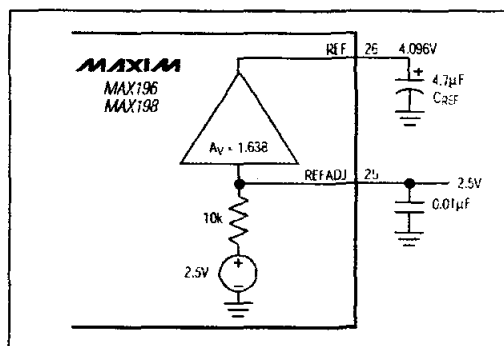 REF 26 4.096V
MAXIM
MAX196
MAX198
+
4.7µF
CREF
AV = 1.638
REFADJ 25
2.5V
0.01µF
10k
2.5V
+
−